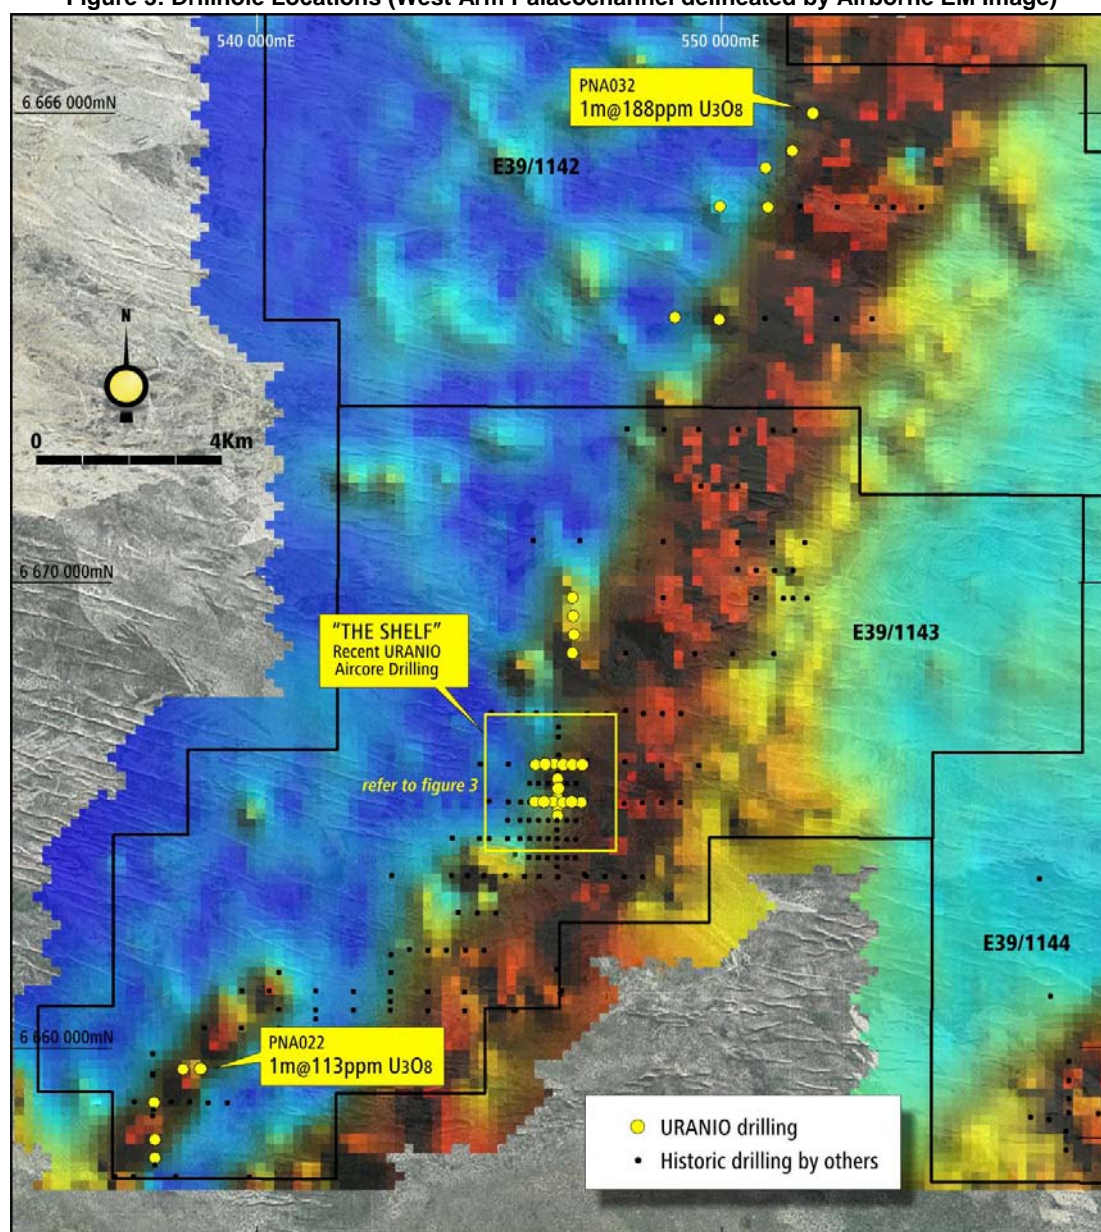 Figure 5: Drillhole Locations (West Arm Palaeochannel delineated by Airborne EM Image)
540 000mE
550 000mE
6 666 000mN
PNA032
1m@188ppm U3O8
E39/1142
N
0
4Km
6 670 000mN
"THE SHELF"
Recent URANIO
Aircore Drilling
E39/1143
refer to figure 3
E39/1144
6 660 000mN
PNA022
1m@113ppm U3O8
URANIO drilling
Historic drilling by others